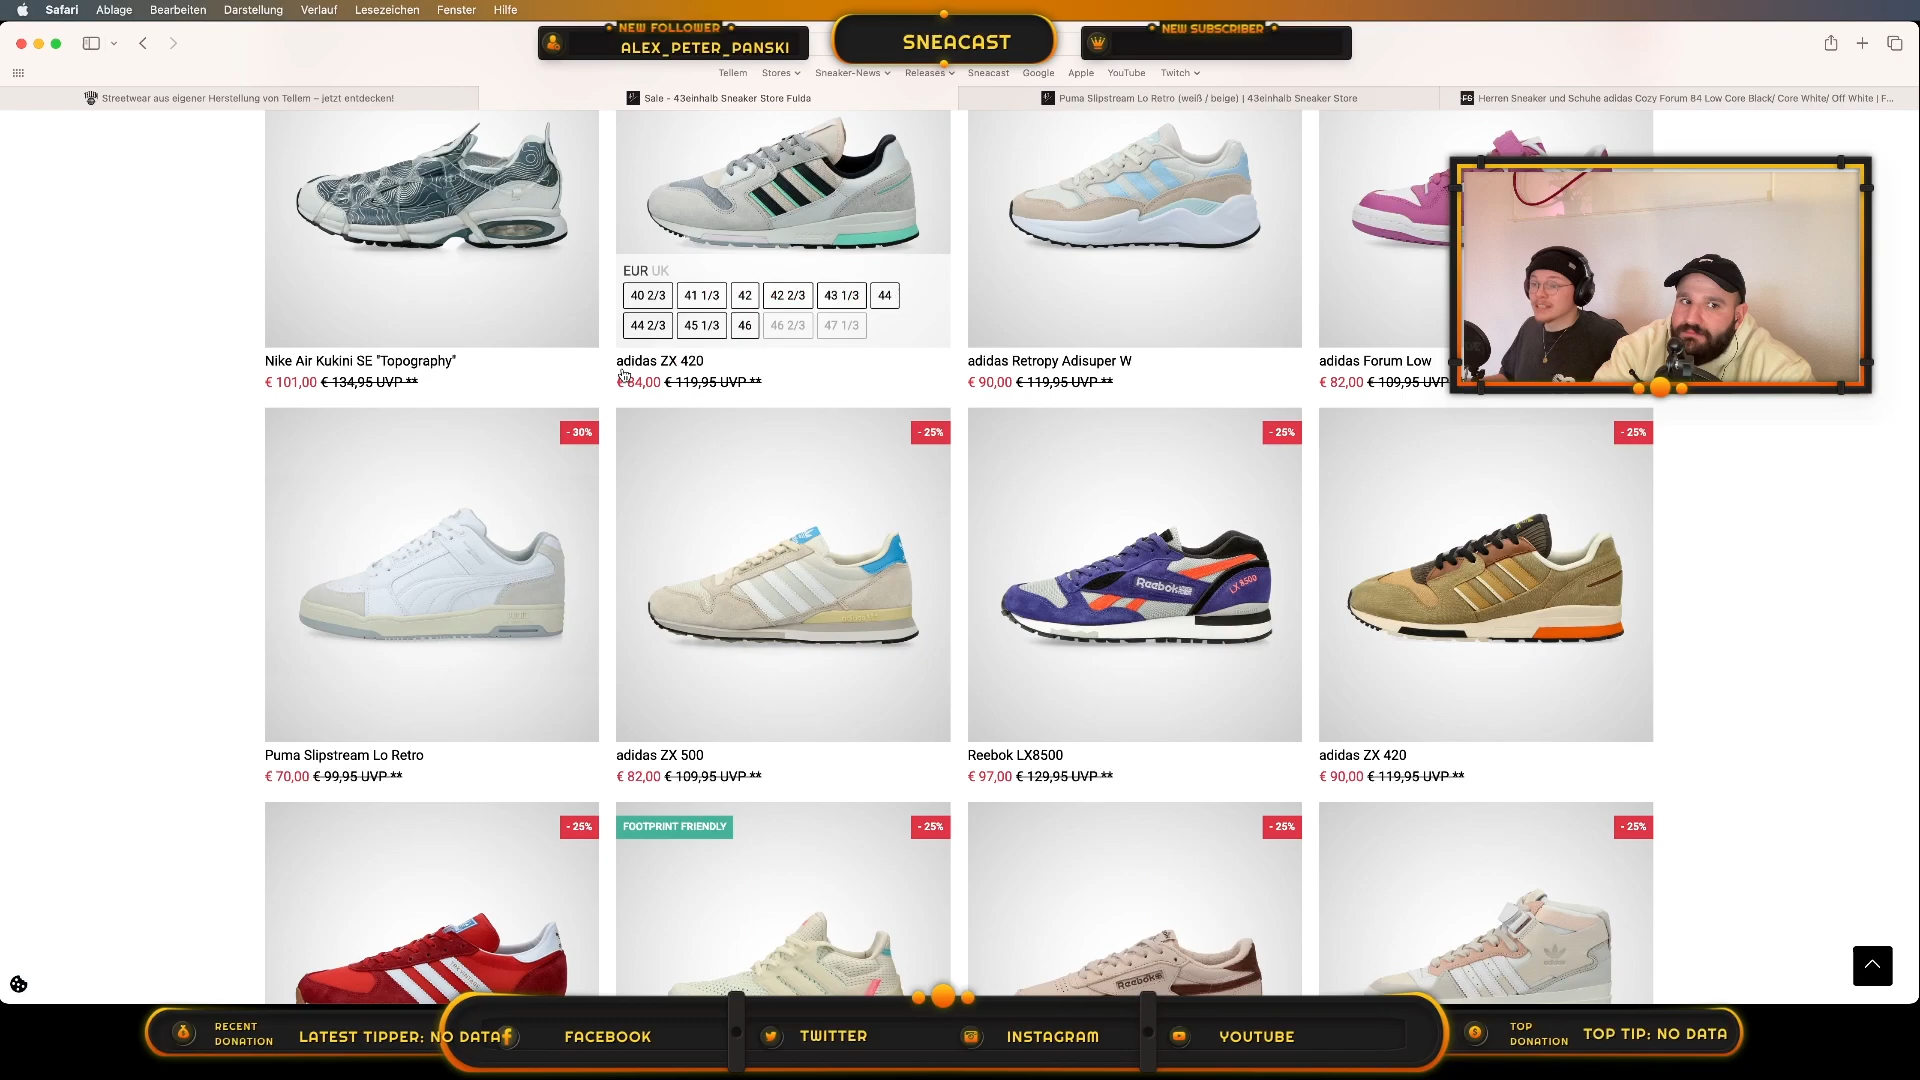 Safari Ablage Bearbeiten Darstellung Verlauf Lesezeichen Fenster Hilfe
NEW FOLLOWER
ALEX_PETER_PANSKI
SNEACAST
NEW SUBSCRIBER
Tellem Stores Sneaker-News Releases Sneacast Google Apple YouTube Twitch
Streetwear aus eigener Herstellung von Tellem – jetzt entdecken!
Sale - 43einhalb Sneaker Store Fulda
Puma Slipstream Lo Retro (weiß / beige) | 43einhalb Sneaker Store
Herren Sneaker und Schuhe adidas Cozy Forum 84 Low Core Black/ Core White/ Off White | F...
EUR UK
40 2/3 41 1/3 42 42 2/3 43 1/3 44
44 2/3 45 1/3 46 46 2/3 47 1/3
Nike Air Kukini SE "Topography"
€ 101,00 € 134,95 UVP **
adidas ZX 420
€ 84,00 € 119,95 UVP **
adidas Retropy Adisuper W
€ 90,00 € 119,95 UVP **
adidas Forum Low
€ 82,00 € 109,95 UVP
- 30%
- 25%
- 25%
- 25%
Reebok
LX 8500
Puma Slipstream Lo Retro
€ 70,00 € 99,95 UVP **
adidas ZX 500
€ 82,00 € 109,95 UVP **
Reebok LX8500
€ 97,00 € 129,95 UVP **
adidas ZX 420
€ 90,00 € 119,95 UVP **
- 25%
FOOTPRINT FRIENDLY
- 25%
- 25%
- 25%
Reebok
RECENT
DONATION
LATEST TIPPER: NO DATA
FACEBOOK
TWITTER
INSTAGRAM
YOUTUBE
TOP
DONATION
TOP TIP: NO DATA